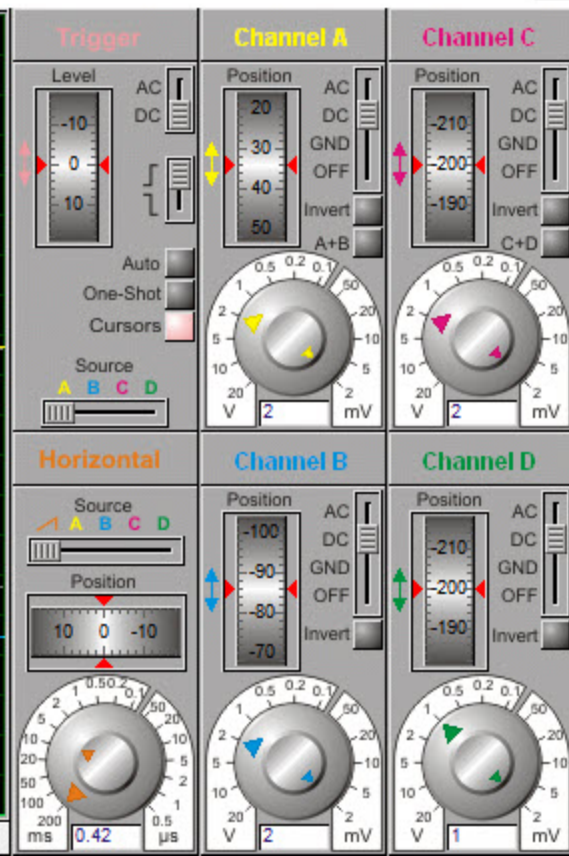 Trigger
Level
AC
DC
-10
0
10
Auto
One-Shot
Cursors
Source
A B C D
Channel A
Position
AC
DC
GND
OFF
20
30
40
50
Invert
A+B
20 10 5 2 1 0.5 0.2 0.1 50 20 10 5 2
V 2 mV
Channel C
Position
AC
DC
GND
OFF
-210
-200
-190
Invert
C+D
20 10 5 2 1 0.5 0.2 0.1 50 20 10 5 2
V 2 mV
Horizontal
Source
A B C D
Position
10 0 -10
200 100 50 20 10 5 2 1 0.5 0.2 0.1 50 20 10 5 2 1 0.5
ms 0.42 µs
Channel B
Position
AC
DC
GND
OFF
-100
-90
-80
-70
Invert
20 10 5 2 1 0.5 0.2 0.1 50 20 10 5 2
V 2 mV
Channel D
Position
AC
DC
GND
OFF
-210
-200
-190
Invert
20 10 5 2 1 0.5 0.2 0.1 50 20 10 5 2
V 1 mV